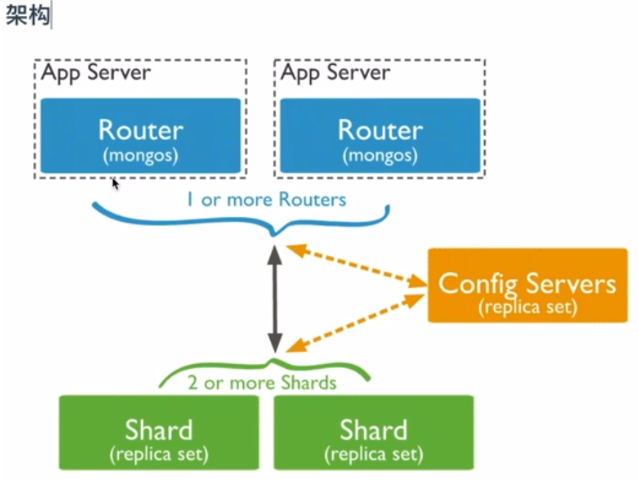 架构
App Server
App Server
Router
(mongos)
Router
(mongos)
1 or more Routers
Config Servers
(replica set)
2 or more Shards
Shard
(replica set)
Shard
(replica set)